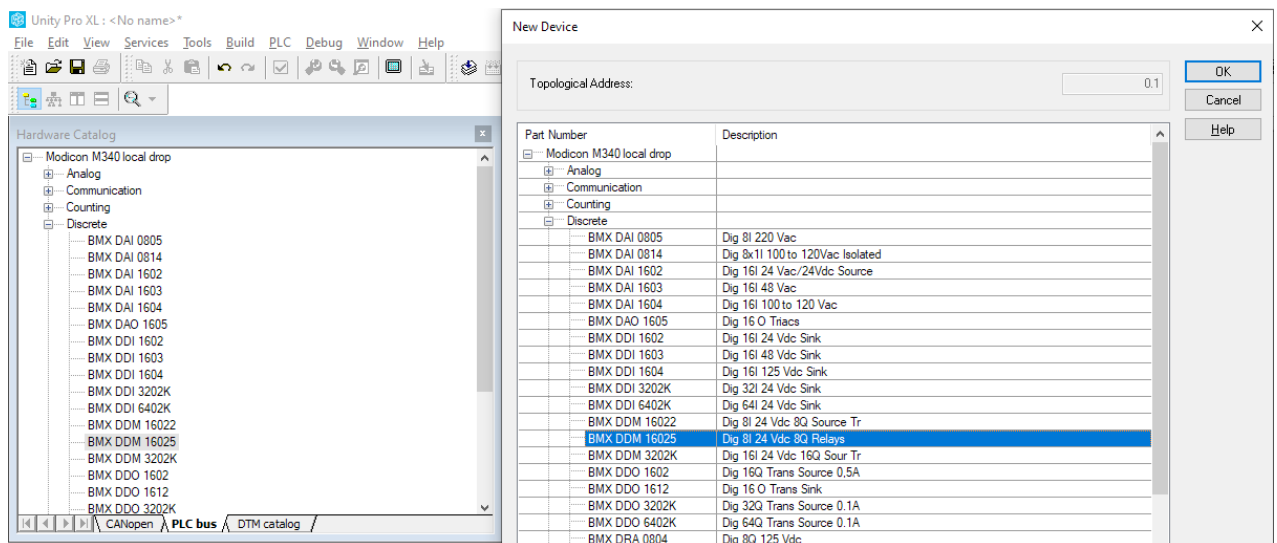 Unity Pro XL : <No name>*
File Edit View Services Tools Build PLC Debug Window Help
Hardware Catalog
Modicon M340 local drop
Analog
Communication
Counting
Discrete
BMX DAI 0805
BMX DAI 0814
BMX DAI 1602
BMX DAI 1603
BMX DAI 1604
BMX DAO 1605
BMX DDI 1602
BMX DDI 1603
BMX DDI 1604
BMX DDI 3202K
BMX DDI 6402K
BMX DDM 16022
BMX DDM 16025
BMX DDM 3202K
BMX DDO 1602
BMX DDO 1612
BMX DDO 3202K
CANopen PLC bus DTM catalog
New Device
Topological Address: 0.1
OK
Cancel
Help
Part Number Description
Modicon M340 local drop
Analog
Communication
Counting
Discrete
BMX DAI 0805 Dig 8I 220 Vac
BMX DAI 0814 Dig 8x1I 100 to 120Vac Isolated
BMX DAI 1602 Dig 16I 24 Vac/24Vdc Source
BMX DAI 1603 Dig 16I 48 Vac
BMX DAI 1604 Dig 16I 100 to 120 Vac
BMX DAO 1605 Dig 16 O Triacs
BMX DDI 1602 Dig 16I 24 Vdc Sink
BMX DDI 1603 Dig 16I 48 Vdc Sink
BMX DDI 1604 Dig 16I 125 Vdc Sink
BMX DDI 3202K Dig 32I 24 Vdc Sink
BMX DDI 6402K Dig 64I 24 Vdc Sink
BMX DDM 16022 Dig 8I 24 Vdc 8Q Source Tr
BMX DDM 16025 Dig 8I 24 Vdc 8Q Relays
BMX DDM 3202K Dig 16I 24 Vdc 16Q Sour Tr
BMX DDO 1602 Dig 16Q Trans Source 0,5A
BMX DDO 1612 Dig 16 O Trans Sink
BMX DDO 3202K Dig 32Q Trans Source 0.1A
BMX DDO 6402K Dig 64Q Trans Source 0.1A
BMX DRA 0804 Dig 8Q 125 Vdc